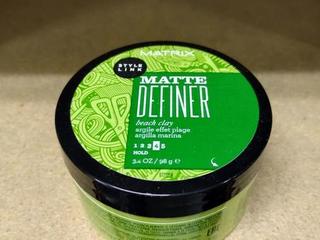 MATRIX
STYLE
LINK
MATTE
DEFINER
beach clay
argile effet plage
argilla marina
1 2 3 4 5
HOLD
3.4 OZ / 98 g e